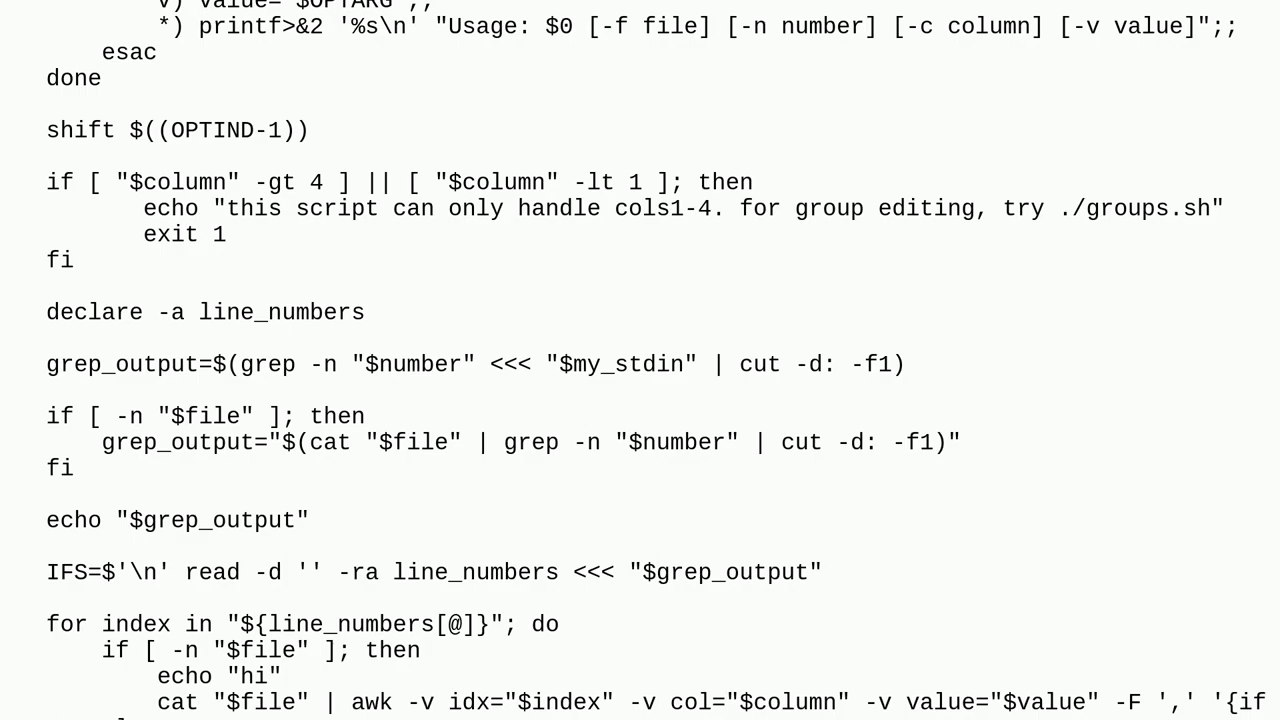 v) value="$OPTARG";;
*) printf>&2 '%s\n' "Usage: $0 [-f file] [-n number] [-c column] [-v value]";;
esac
done
shift $((OPTIND-1))
if [ "$column" -gt 4 ] || [ "$column" -lt 1 ]; then
echo "this script can only handle cols1-4. for group editing, try ./groups.sh"
exit 1
fi
declare -a line_numbers
grep_output=$(grep -n "$number" <<< "$my_stdin" | cut -d: -f1)
if [ -n "$file" ]; then
grep_output="$(cat "$file" | grep -n "$number" | cut -d: -f1)"
fi
echo "$grep_output"
IFS=$'\n' read -d '' -ra line_numbers <<< "$grep_output"
for index in "${line_numbers[@]}"; do
if [ -n "$file" ]; then
echo "hi"
cat "$file" | awk -v idx="$index" -v col="$column" -v value="$value" -F ',' '{if